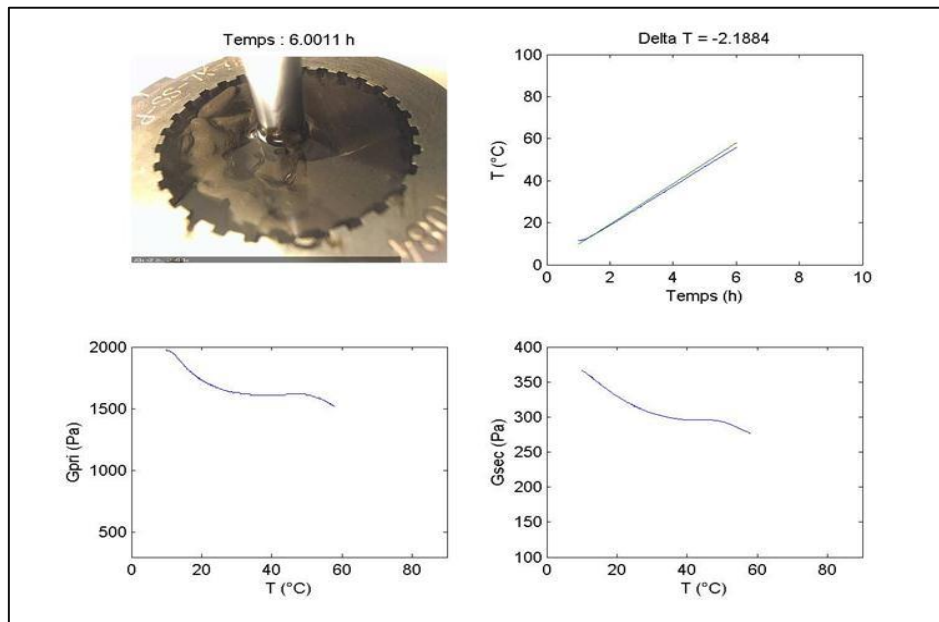 Temps : 6.0011 h
Delta T = -2.1884
100
80
60
40
20
0
T (°C)
0 2 4 6 8 10
Temps (h)
2000
1500
1000
500
Gpri (Pa)
0 20 40 60 80
T (°C)
400
350
300
250
200
150
100
Gsec (Pa)
0 20 40 60 80
T (°C)